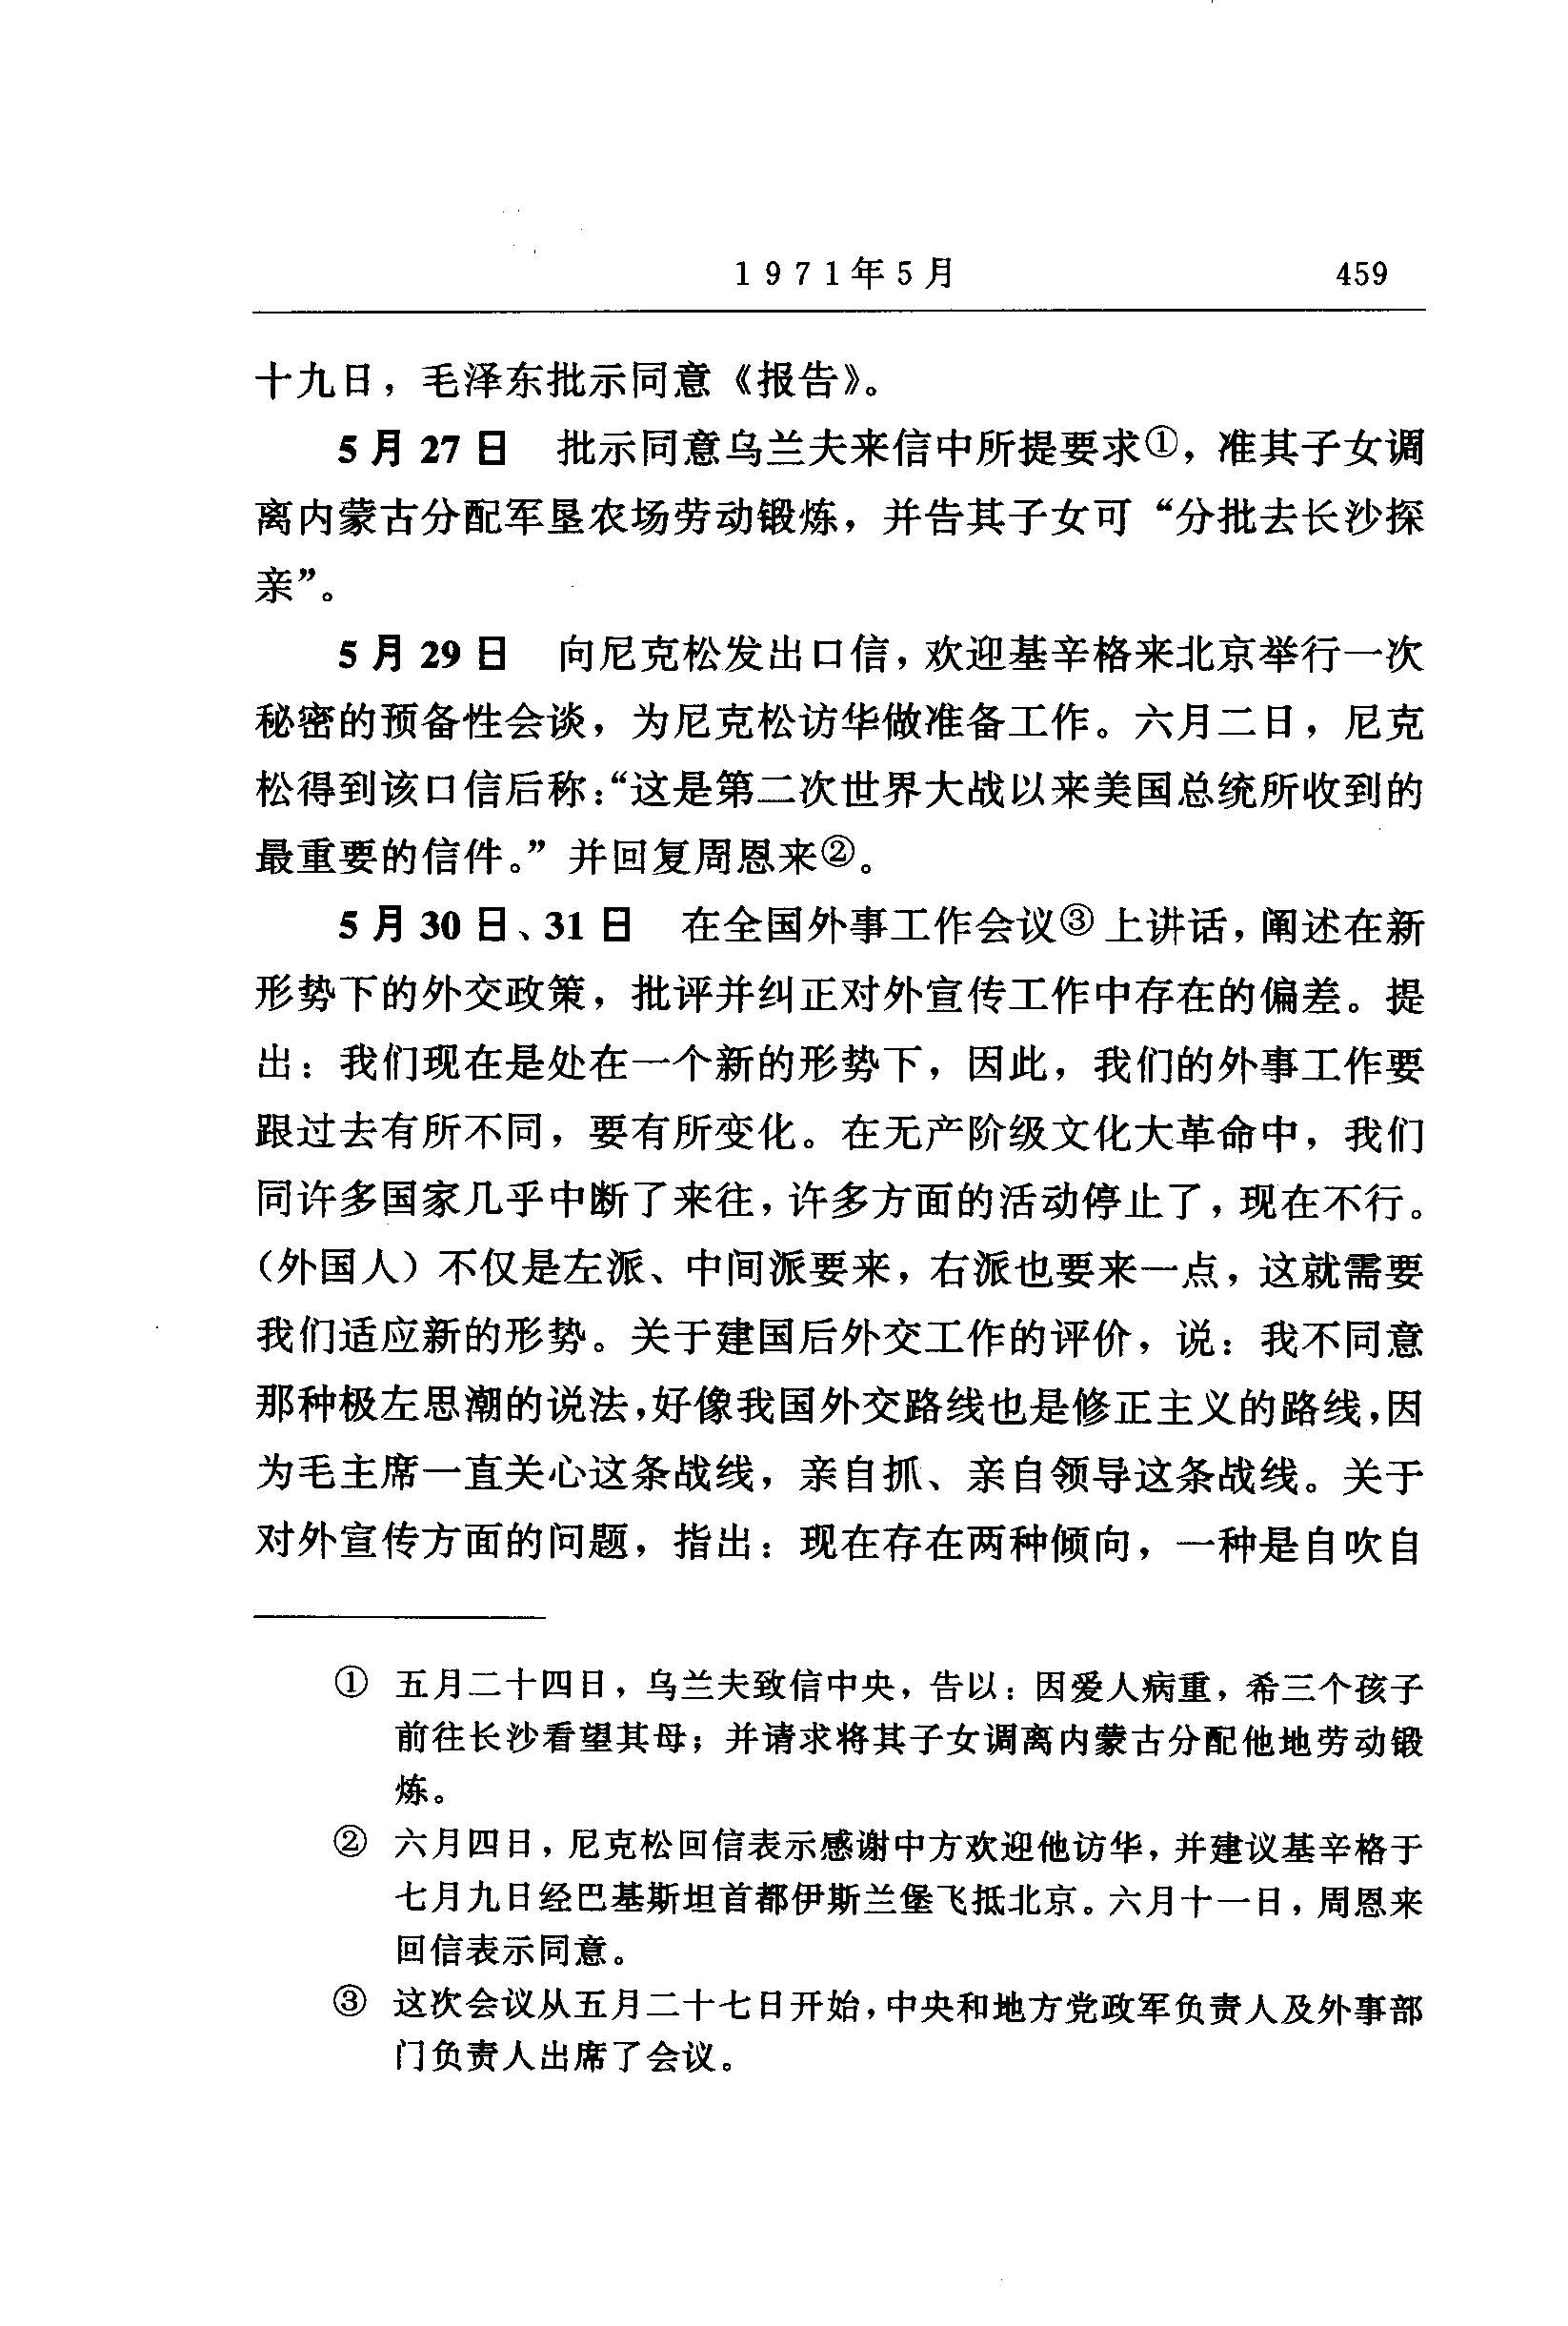 1971年5月 459
十九日，毛泽东批示同意《报告》。
5月27日 批示同意乌兰夫来信中所提要求①，准其子女调
离内蒙古分配军垦农场劳动锻炼，并告其子女可“分批去长沙探
亲”。
5月29日 向尼克松发出口信，欢迎基辛格来北京举行一次
秘密的预备性会谈，为尼克松访华做准备工作。六月二日，尼克
松得到该口信后称：“这是第二次世界大战以来美国总统所收到的
最重要的信件。”并回复周恩来②。
5月30日、31日 在全国外事工作会议③上讲话，阐述在新
形势下的外交政策，批评并纠正对外宣传工作中存在的偏差。提
出：我们现在是处在一个新的形势下，因此，我们的外事工作要
跟过去有所不同，要有所变化。在无产阶级文化大革命中，我们
同许多国家几乎中断了来往，许多方面的活动停止了，现在不行。
（外国人）不仅是左派、中间派要来，右派也要来一点，这就需要
我们适应新的形势。关于建国后外交工作的评价，说：我不同意
那种极左思潮的说法，好像我国外交路线也是修正主义的路线，因
为毛主席一直关心这条战线，亲自抓、亲自领导这条战线。关于
对外宣传方面的问题，指出：现在存在两种倾向，一种是自吹自
① 五月二十四日，乌兰夫致信中央，告以：因爱人病重，希三个孩子
前往长沙看望其母；并请求将其子女调离内蒙古分配他地劳动锻
炼。
② 六月四日，尼克松回信表示感谢中方欢迎他访华，并建议基辛格于
七月九日经巴基斯坦首都伊斯兰堡飞抵北京。六月十一日，周恩来
回信表示同意。
③ 这次会议从五月二十七日开始，中央和地方党政军负责人及外事部
门负责人出席了会议。